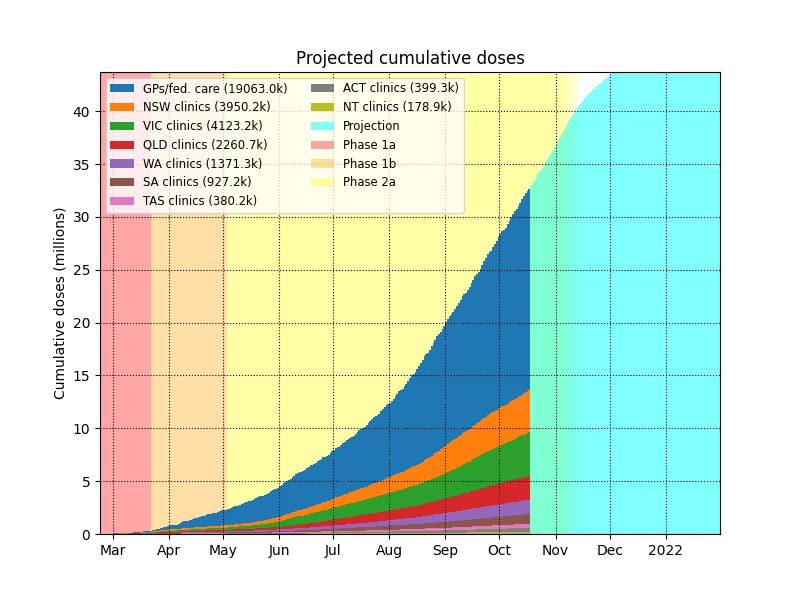 Projected cumulative doses
GPs/fed. care (19063.0k)
NSW clinics (3950.2k)
VIC clinics (4123.2k)
QLD clinics (2260.7k)
WA clinics (1371.3k)
SA clinics (927.2k)
TAS clinics (380.2k)
ACT clinics (399.3k)
NT clinics (178.9k)
Projection
Phase 1a
Phase 1b
Phase 2a
Cumulative doses (millions)
40
35
30
25
20
15
10
5
0
Mar Apr May Jun Jul Aug Sep Oct Nov Dec 2022